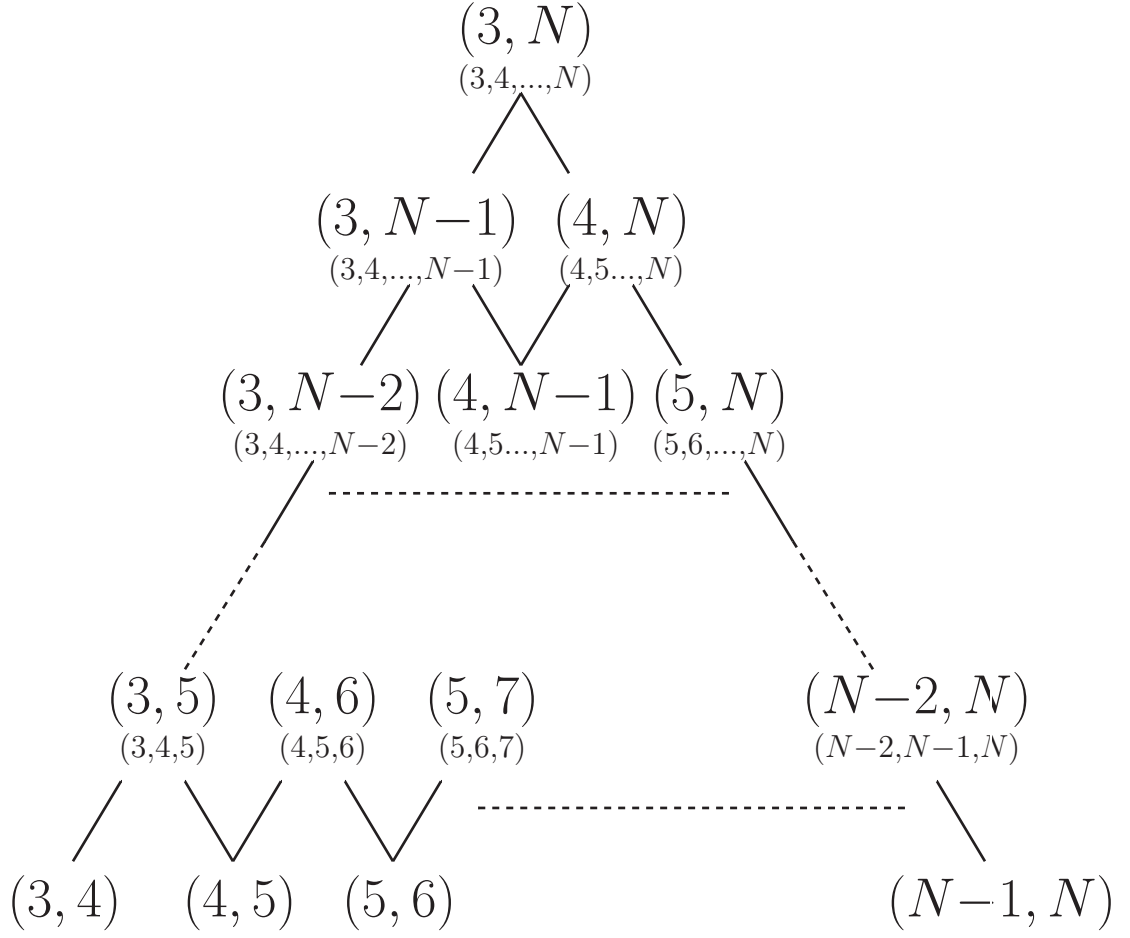 (3, N)
(3,4,...,N)
(3, N−1) (4, N)
(3,4,...,N−1) (4,5...,N)
(3, N−2) (4, N−1) (5, N)
(3,4,...,N−2) (4,5...,N−1) (5,6,...,N)
(3, 5) (4, 6) (5, 7) (N−2, N)
(3,4,5) (4,5,6) (5,6,7) (N−2,N−1,N)
(3, 4) (4, 5) (5, 6) (N−1, N)